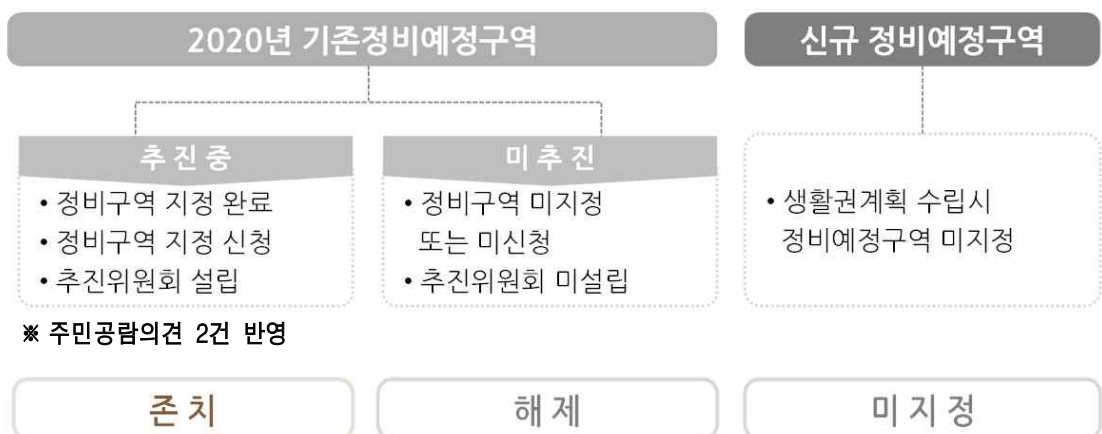 2020년 기존정비예정구역
신규 정비예정구역
추 진 중
• 정비구역 지정 완료
• 정비구역 지정 신청
• 추진위원회 설립
미 추 진
• 정비구역 미지정
또는 미신청
• 추진위원회 미설립
• 생활권계획 수립시
정비예정구역 미지정
※ 주민공람의견 2건 반영
존 치
해 제
미 지 정